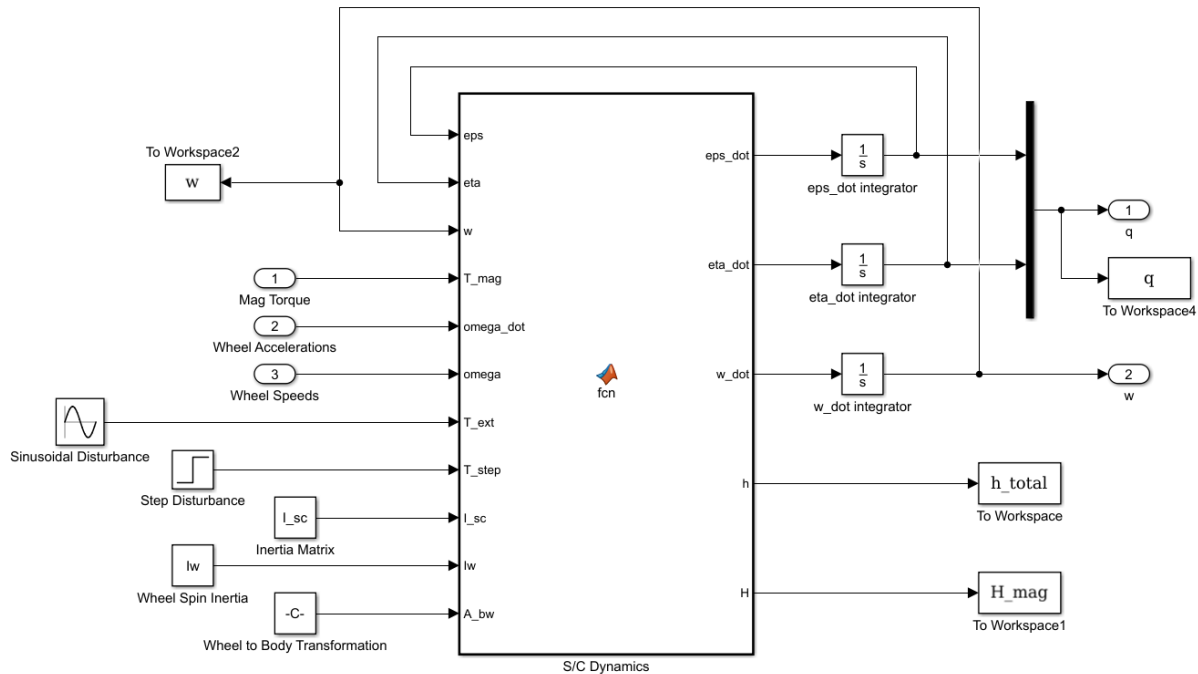 To Workspace2
w
eps
eta
w
T_mag
omega_dot
omega
T_ext
T_step
I_sc
Iw
A_bw
1
Mag Torque
2
Wheel Accelerations
3
Wheel Speeds
Sinusoidal Disturbance
Step Disturbance
I_sc
Inertia Matrix
Iw
Wheel Spin Inertia
-C-
Wheel to Body Transformation
fcn
S/C Dynamics
eps_dot
eta_dot
w_dot
h
H
1
s
eps_dot integrator
1
s
eta_dot integrator
1
s
w_dot integrator
1
q
q
To Workspace4
2
w
h_total
To Workspace
H_mag
To Workspace1